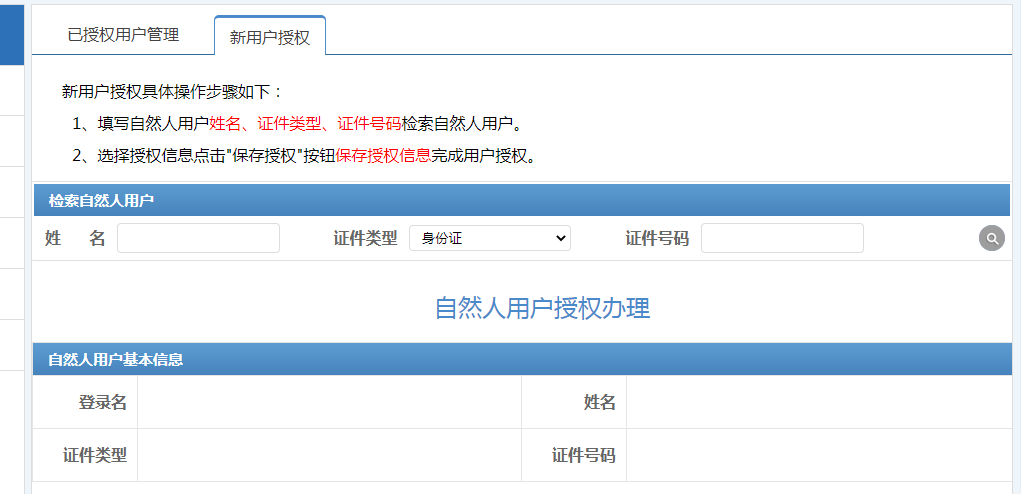 已授权用户管理 新用户授权
新用户授权具体操作步骤如下：
1、填写自然人用户姓名、证件类型、证件号码检索自然人用户。
2、选择授权信息点击"保存授权"按钮保存授权信息完成用户授权。
检索自然人用户
姓 名 证件类型 身份证 证件号码
自然人用户授权办理
自然人用户基本信息
登录名 姓名
证件类型 证件号码